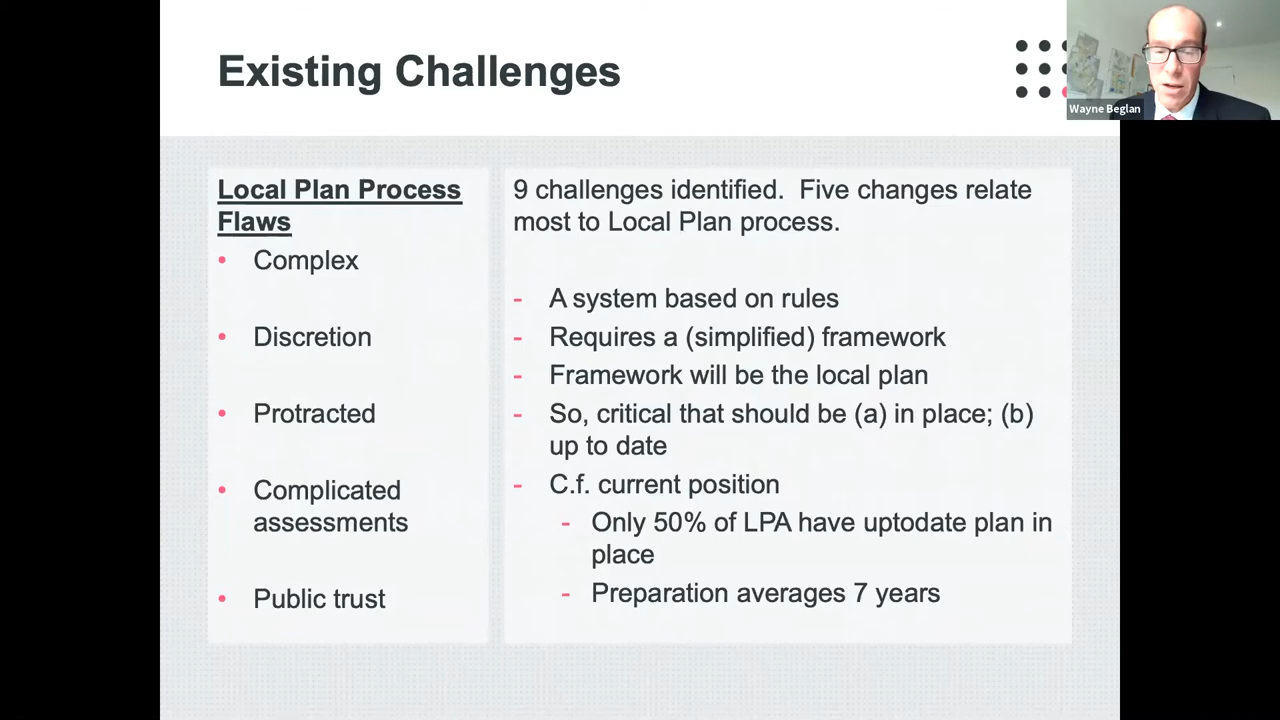 Existing Challenges
Wayne Beglan
Local Plan Process
Flaws
• Complex
• Discretion
• Protracted
• Complicated
assessments
• Public trust
9 challenges identified.  Five changes relate
most to Local Plan process.
- A system based on rules
- Requires a (simplified) framework
- Framework will be the local plan
- So, critical that should be (a) in place; (b)
up to date
- C.f. current position
- Only 50% of LPA have uptodate plan in
place
- Preparation averages 7 years